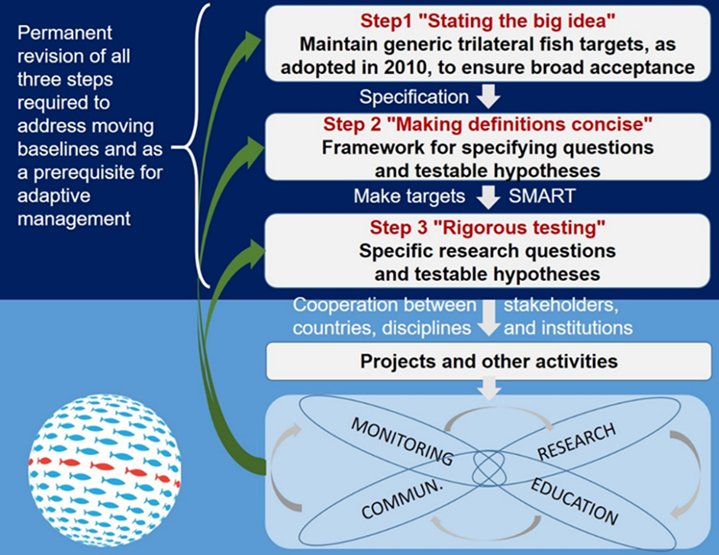 Permanent
revision of all
three steps
required to
address moving
baselines and as
a prerequisite for
adaptive
management
Step1 "Stating the big idea"
Maintain generic trilateral fish targets, as
adopted in 2010, to ensure broad acceptance
Specification
Step 2 "Making definitions concise"
Framework for specifying questions
and testable hypotheses
Make targets SMART
Step 3 "Rigorous testing"
Specific research questions
and testable hypotheses
Cooperation between stakeholders,
countries, disciplines and institutions
Projects and other activities
MONITORING
RESEARCH
COMMUN.
EDUCATION